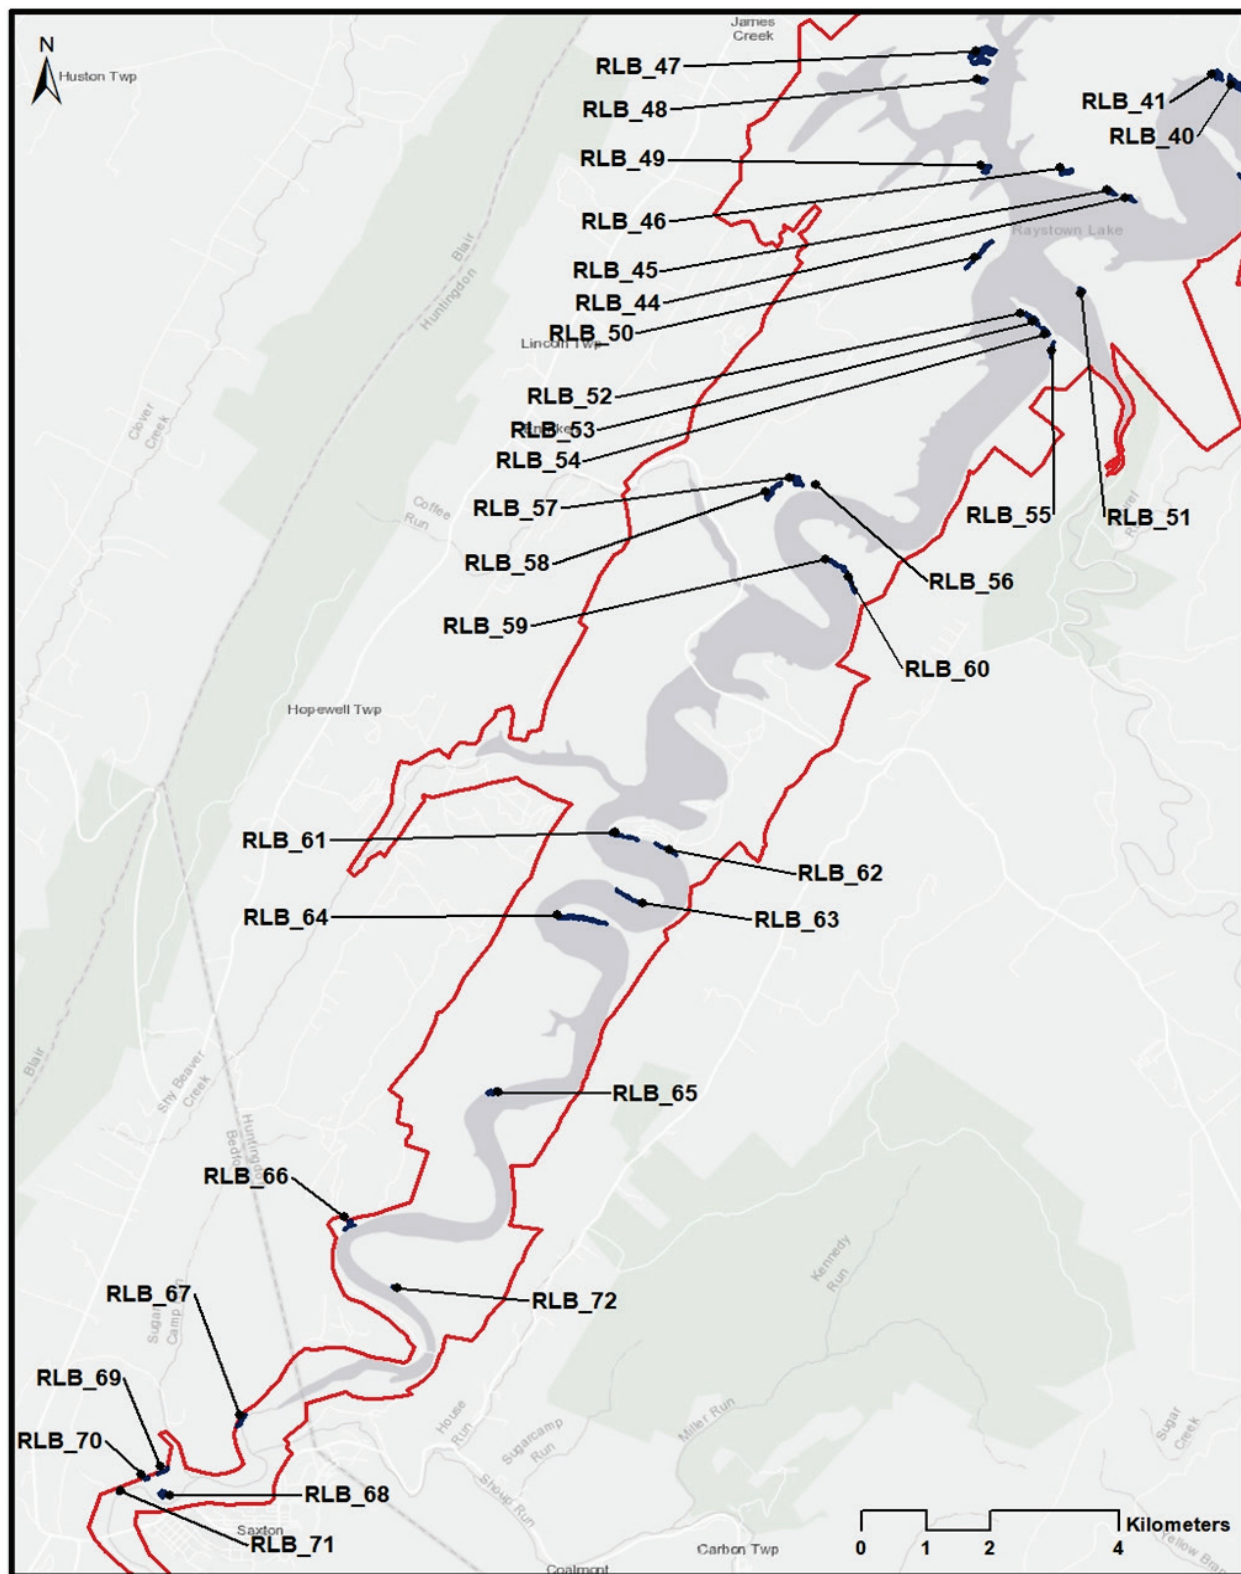 James
Creek
N
Huston Twp
RLB_47
RLB_48
RLB_41
RLB_40
RLB_49
RLB_46
Raystown Lake
Blair
Huntingdon
RLB_45
RLB_44
RLB_50
Lincoln Twp
RLB_52
Clover
Creek
RLB_53
RLB_54
Coffee
Run
RLB_57
RLB_55
RLB_51
RLB_58
RLB_56
RLB_59
RLB_60
Hopewell Twp
RLB_61
RLB_62
RLB_64
RLB_63
Blair
Shy Beaver
Creek
RLB_65
Huntingdon
RLB_66
Kennedy
Run
RLB_67
RLB_72
Sugar
Camp
RLB_69
House
Run
Miller Run
Sugar
Creek
Sugarcamp
Run
RLB_70
Shoup Run
RLB_68
Saxton
RLB_71
Kilometers
0 1 2 4
Carbon Twp
Coalmont